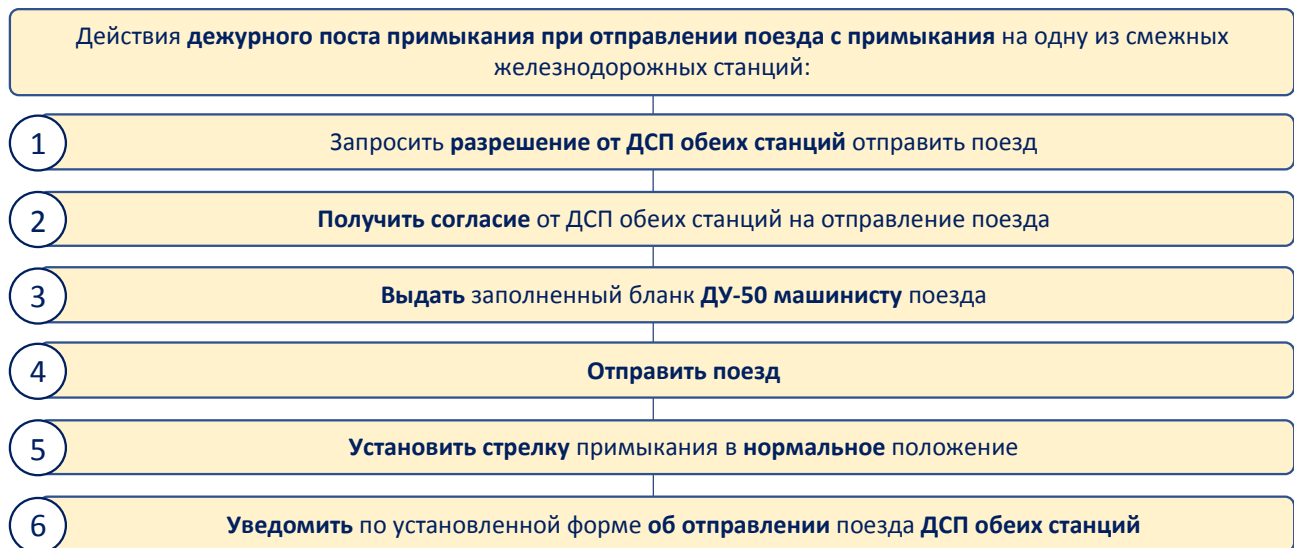 Действия дежурного поста примыкания при отправлении поезда с примыкания на одну из смежных
железнодорожных станций:
1
Запросить разрешение от ДСП обеих станций отправить поезд
2
Получить согласие от ДСП обеих станций на отправление поезда
3
Выдать заполненный бланк ДУ-50 машинисту поезда
4
Отправить поезд
5
Установить стрелку примыкания в нормальное положение
6
Уведомить по установленной форме об отправлении поезда ДСП обеих станций